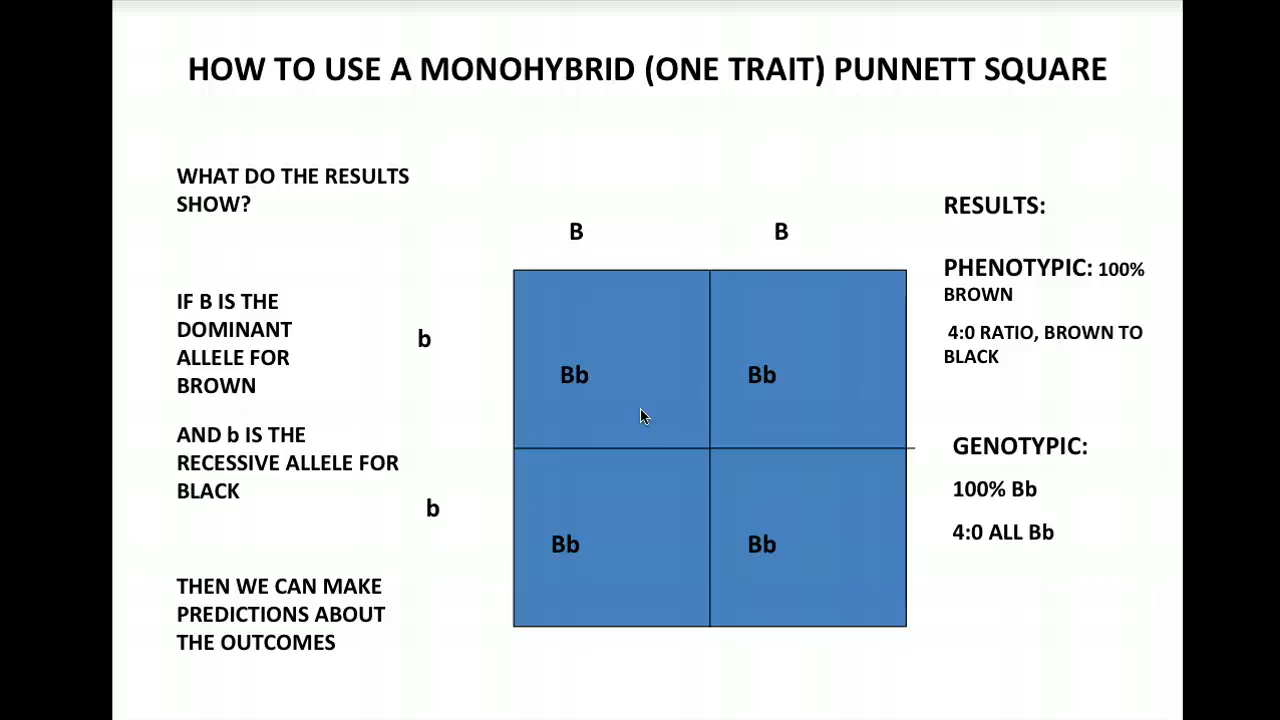 HOW TO USE A MONOHYBRID (ONE TRAIT) PUNNETT SQUARE
WHAT DO THE RESULTS
SHOW?
IF B IS THE
DOMINANT
ALLELE FOR
BROWN
AND b IS THE
RECESSIVE ALLELE FOR
BLACK
THEN WE CAN MAKE
PREDICTIONS ABOUT
THE OUTCOMES
B B
b
Bb Bb
b
Bb Bb
RESULTS:
PHENOTYPIC: 100%
BROWN
4:0 RATIO, BROWN TO
BLACK
GENOTYPIC:
100% Bb
4:0 ALL Bb